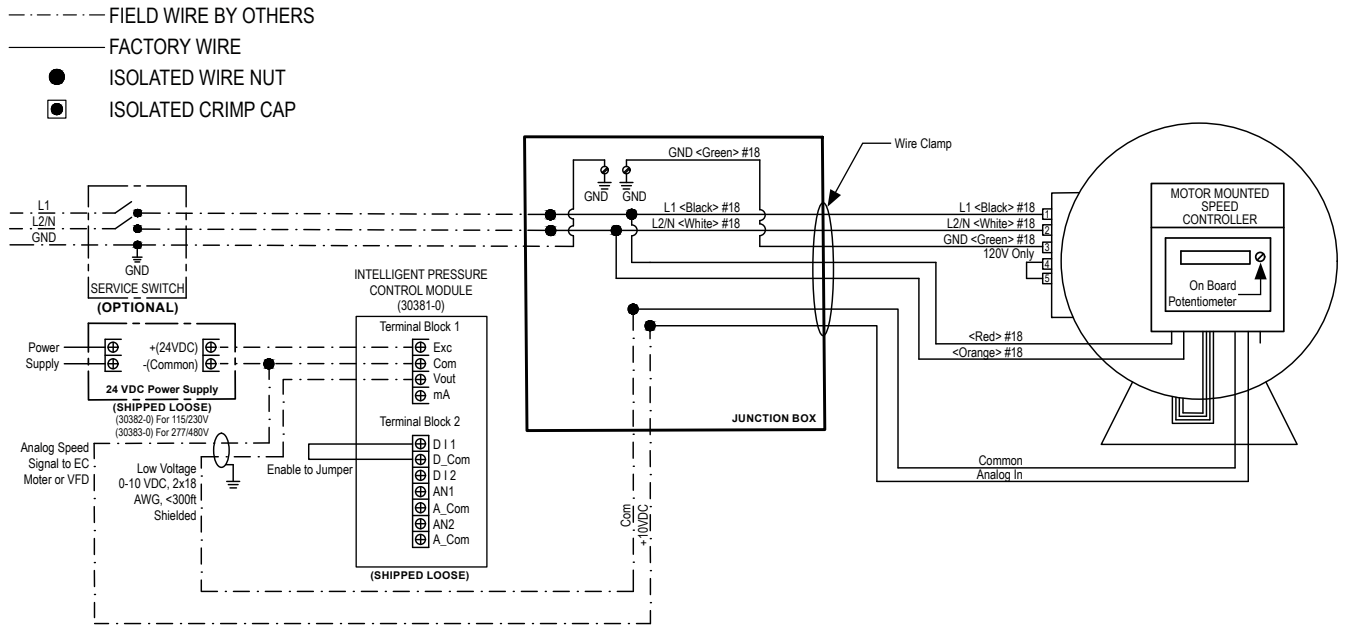 FIELD WIRE BY OTHERS
FACTORY WIRE
ISOLATED WIRE NUT
ISOLATED CRIMP CAP
L1
L2/N
GND
GND
SERVICE SWITCH
(OPTIONAL)
Power
Supply
+(24VDC)
-(Common)
24 VDC Power Supply
(SHIPPED LOOSE)
(30382-0) For 115/230V
(30383-0) For 277/480V
Analog Speed
Signal to EC
Moter or VFD
Low Voltage
0-10 VDC, 2x18
AWG, <300ft
Shielded
INTELLIGENT PRESSURE
CONTROL MODULE
(30381-0)
Terminal Block 1
Exc
Com
Vout
mA
Terminal Block 2
D I 1
D_Com
D I 2
AN1
A_Com
AN2
A_Com
Enable to Jumper
(SHIPPED LOOSE)
GND <Green> #18
GND
GND
L1 <Black> #18
L2/N <White> #18
JUNCTION BOX
Com
+10VDC
Wire Clamp
L1 <Black> #18
L2/N <White> #18
GND <Green> #18
120V Only
1
2
3
4
5
<Red> #18
<Orange> #18
Common
Analog In
MOTOR MOUNTED
SPEED
CONTROLLER
On Board
Potentiometer